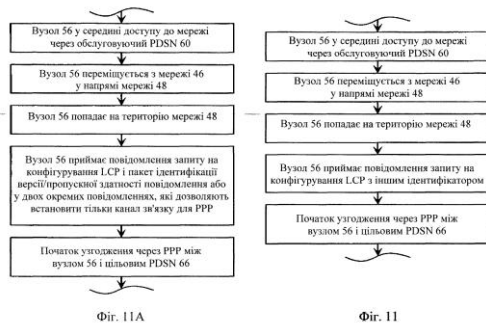 Вузол 56 у середині доступу до мережі
через обслуговуючий PDSN 60
Вузол 56 переміщується з мережі 46
у напрямі мережі 48
Вузол 56 попадає на територію мережі 48
Вузол 56 приймає повідомлення запиту на
конфігурування LCP і пакет ідентифікації
версії/пропускної здатності повідомлення або
у двох окремих повідомленнях, які дозволяють
встановити тільки канал зв'язку для PPP
Початок узгодження через PPP між
вузлом 56 і цільовим PDSN 66
Фіг. 11A
Вузол 56 у середині доступу до мережі
через обслуговуючий PDSN 60
Вузол 56 переміщується з мережі 46
у напрямі мережі 48
Вузол 56 попадає на територію мережі 48
Вузол 56 приймає повідомлення запиту на
конфігурування LCP з іншим ідентифікатором
Початок узгодження через PPP між
вузлом 56 і цільовим PDSN 66
Фіг. 11